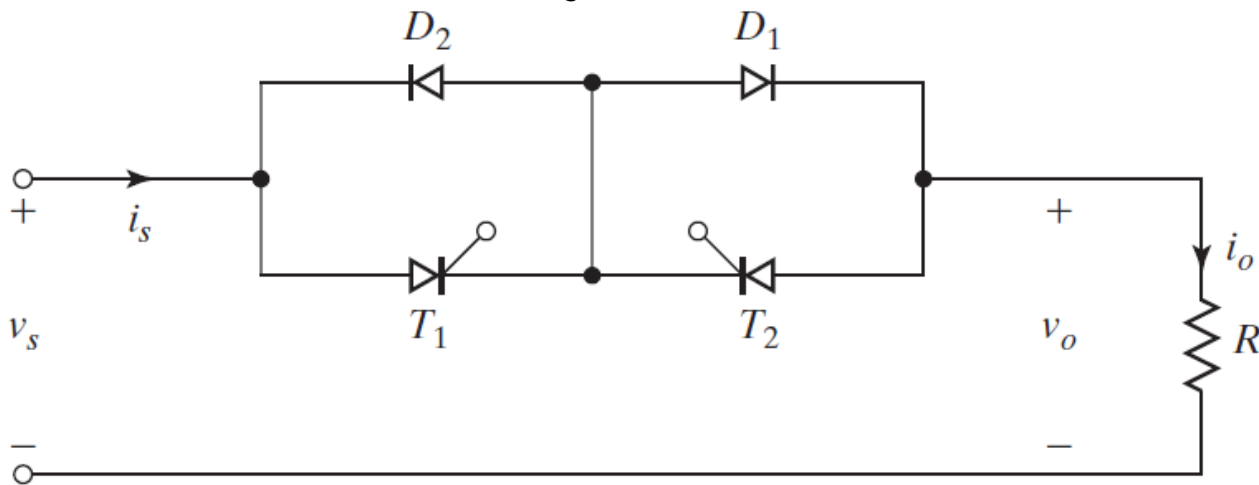 D₂ D₁
+ iₛ +
iₒ
T₁ T₂
vₛ vₒ R
− −